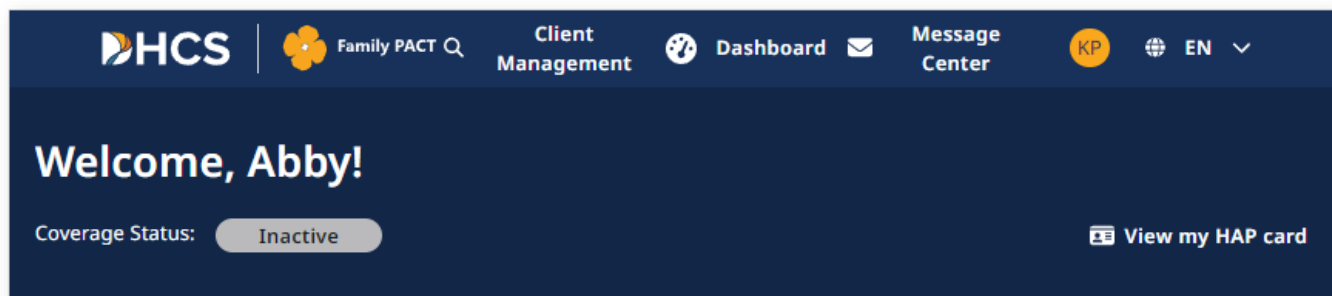 DHCS
Family PACT
Client
Management
Dashboard
Message
Center
KP
EN
Welcome, Abby!
Coverage Status:
Inactive
View my HAP card